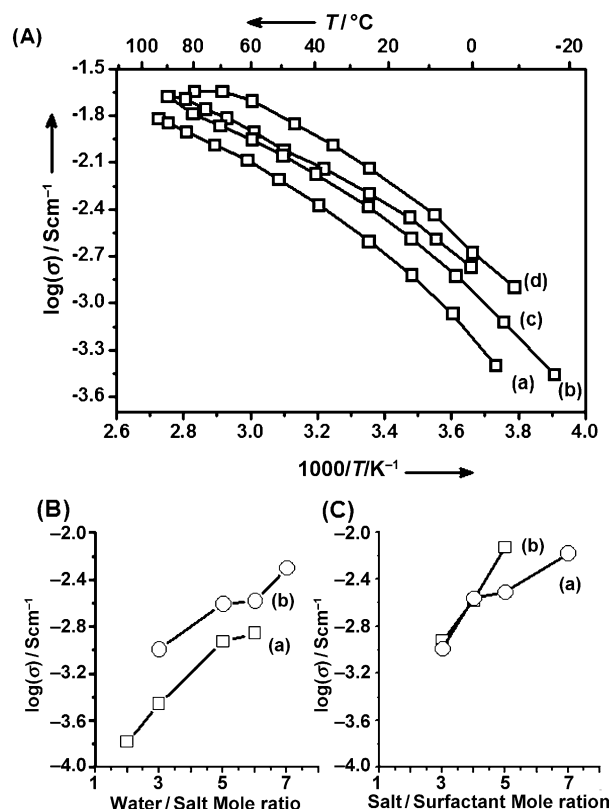 T/°C
(A)
100 80 60 40 20 0 -20
-1.5
-1.8
-2.1
-2.4
-2.7
-3.0
-3.3
-3.6
log(σ)/Scm⁻¹
(d)
(c)
(a)
(b)
2.6 2.8 3.0 3.2 3.4 3.6 3.8 4.0
1000/T/K⁻¹
(B)
−2.0
−2.4
−2.8
−3.2
−3.6
−4.0
log(σ)/Scm⁻¹
(b)
(a)
1 3 5 7
Water/Salt Mole ratio
(C)
−2.0
−2.4
−2.8
−3.2
−3.6
−4.0
log(σ)/Scm⁻¹
(b)
(a)
1 3 5 7
Salt/Surfactant Mole ration